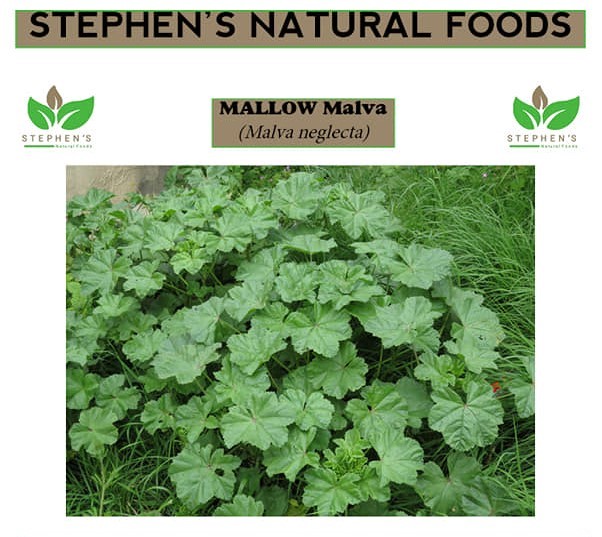 STEPHEN'S NATURAL FOODS
STEPHEN'S
Natural Foods
MALLOW Malva
(Malva neglecta)
STEPHEN'S
Natural Foods